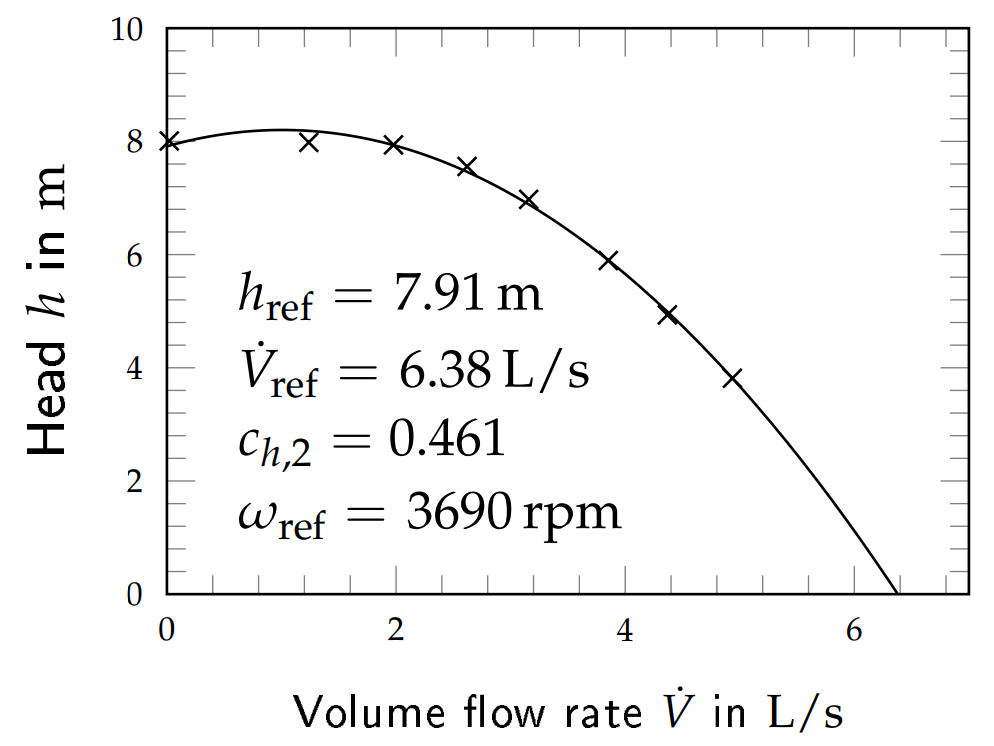 10
8
6
4
2
0
Head h in m
h_ref = 7.91 m
V̇_ref = 6.38 L/s
c_h,2 = 0.461
ω_ref = 3690 rpm
0 2 4 6
Volume flow rate V̇ in L/s